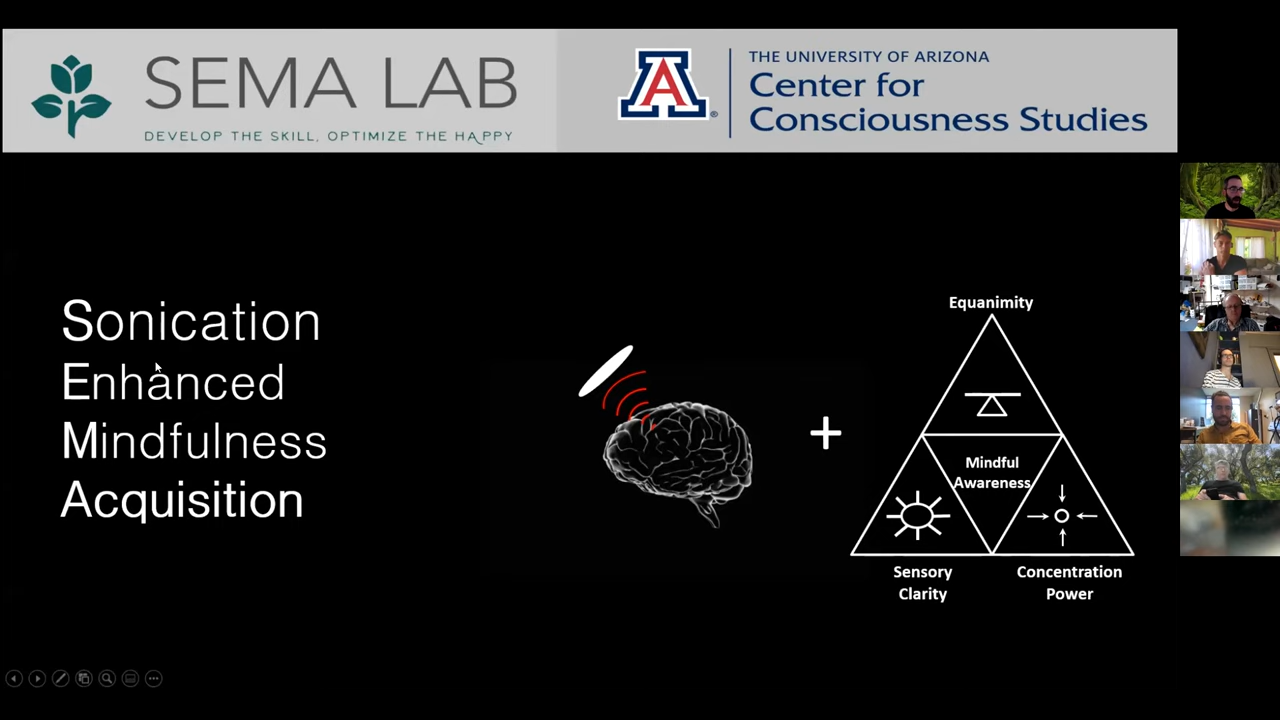 SEMA LAB
DEVELOP THE SKILL, OPTIMIZE THE HAPPY
A
THE UNIVERSITY OF ARIZONA
Center for
Consciousness Studies
Sonication
Enhanced
Mindfulness
Acquisition
+
Equanimity
Mindful
Awareness
Sensory
Clarity
Concentration
Power